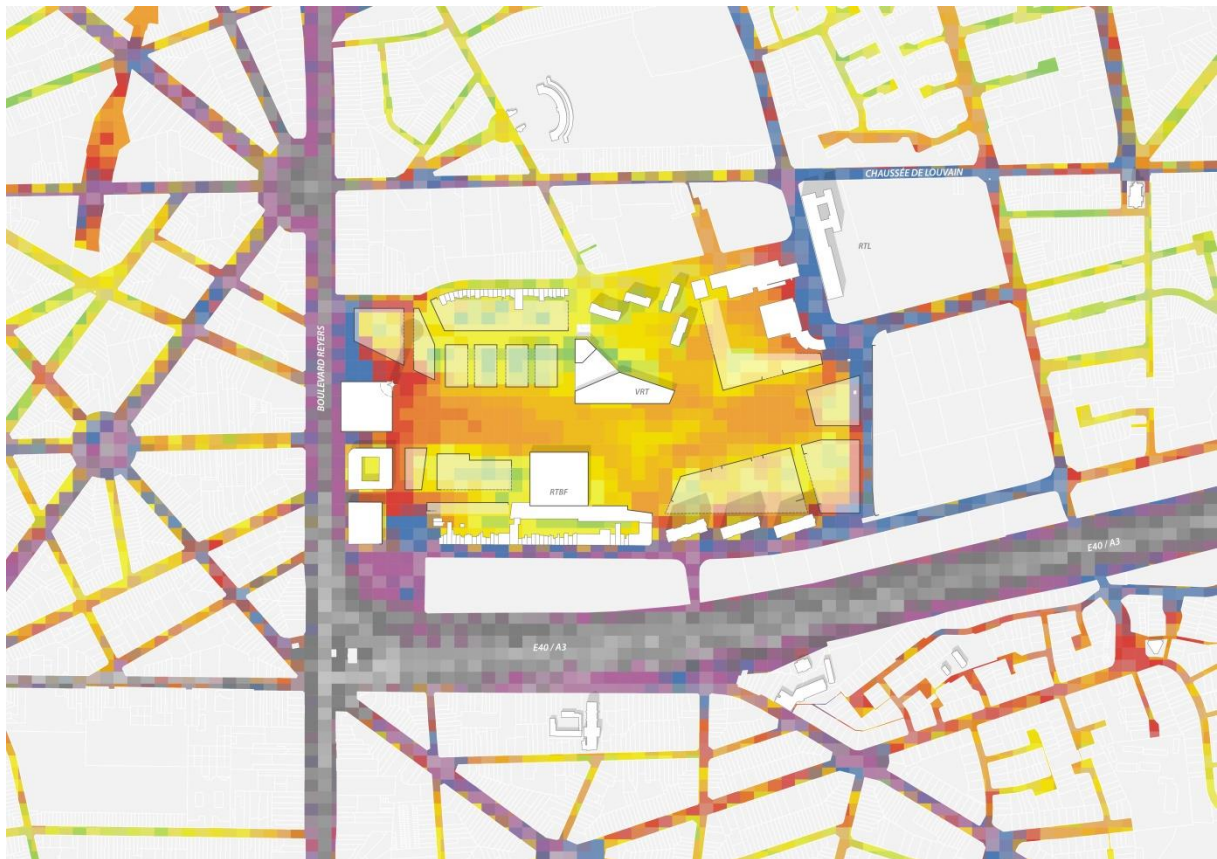 CHAUSSÉE DE LOUVAIN
RTL
BOULEVARD REYERS
VRT
RTBF
E40 / A3
E40 / A3